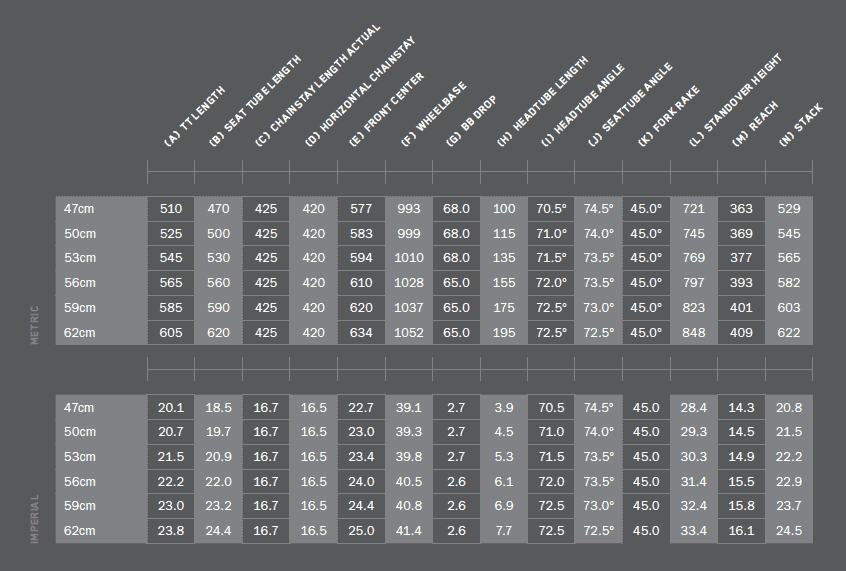 (A) TT LENGTH
(B) SEAT TUBE LENGTH
(C) CHAINSTAY LENGTH ACTUAL
(D) HORIZONTAL CHAINSTAY
(E) FRONT CENTER
(F) WHEELBASE
(G) BB DROP
(H) HEADTUBE LENGTH
(I) HEADTUBE ANGLE
(J) SEATTUBE ANGLE
(K) FORK RAKE
(L) STANDOVER HEIGHT
(M) REACH
(N) STACK
METRIC
47cm 510 470 425 420 577 993 68.0 100 70.5° 74.5° 45.0° 721 363 529
50cm 525 500 425 420 583 999 68.0 115 71.0° 74.0° 45.0° 745 369 545
53cm 545 530 425 420 594 1010 68.0 135 71.5° 73.5° 45.0° 769 377 565
56cm 565 560 425 420 610 1028 65.0 155 72.0° 73.5° 45.0° 797 393 582
59cm 585 590 425 420 620 1037 65.0 175 72.5° 73.0° 45.0° 823 401 603
62cm 605 620 425 420 634 1052 65.0 195 72.5° 72.5° 45.0° 848 409 622
IMPERIAL
47cm 20.1 18.5 16.7 16.5 22.7 39.1 2.7 3.9 70.5 74.5° 45.0 28.4 14.3 20.8
50cm 20.7 19.7 16.7 16.5 23.0 39.3 2.7 4.5 71.0 74.0° 45.0 29.3 14.5 21.5
53cm 21.5 20.9 16.7 16.5 23.4 39.8 2.7 5.3 71.5 73.5° 45.0 30.3 14.9 22.2
56cm 22.2 22.0 16.7 16.5 24.0 40.5 2.6 6.1 72.0 73.5° 45.0 31.4 15.5 22.9
59cm 23.0 23.2 16.7 16.5 24.4 40.8 2.6 6.9 72.5 73.0° 45.0 32.4 15.8 23.7
62cm 23.8 24.4 16.7 16.5 25.0 41.4 2.6 7.7 72.5 72.5° 45.0 33.4 16.1 24.5